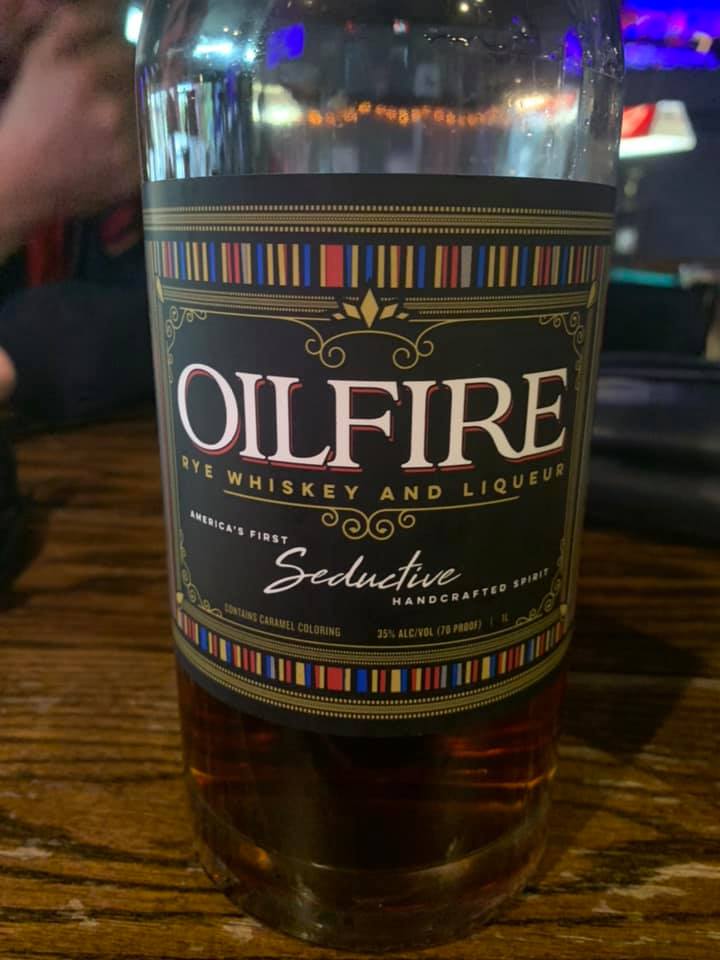 OILFIRE
RYE WHISKEY AND LIQUEUR
AMERICA'S FIRST
Seductive
HANDCRAFTED SPIRIT
CONTAINS CARAMEL COLORING 35% ALC/VOL (70 PROOF) | 1L